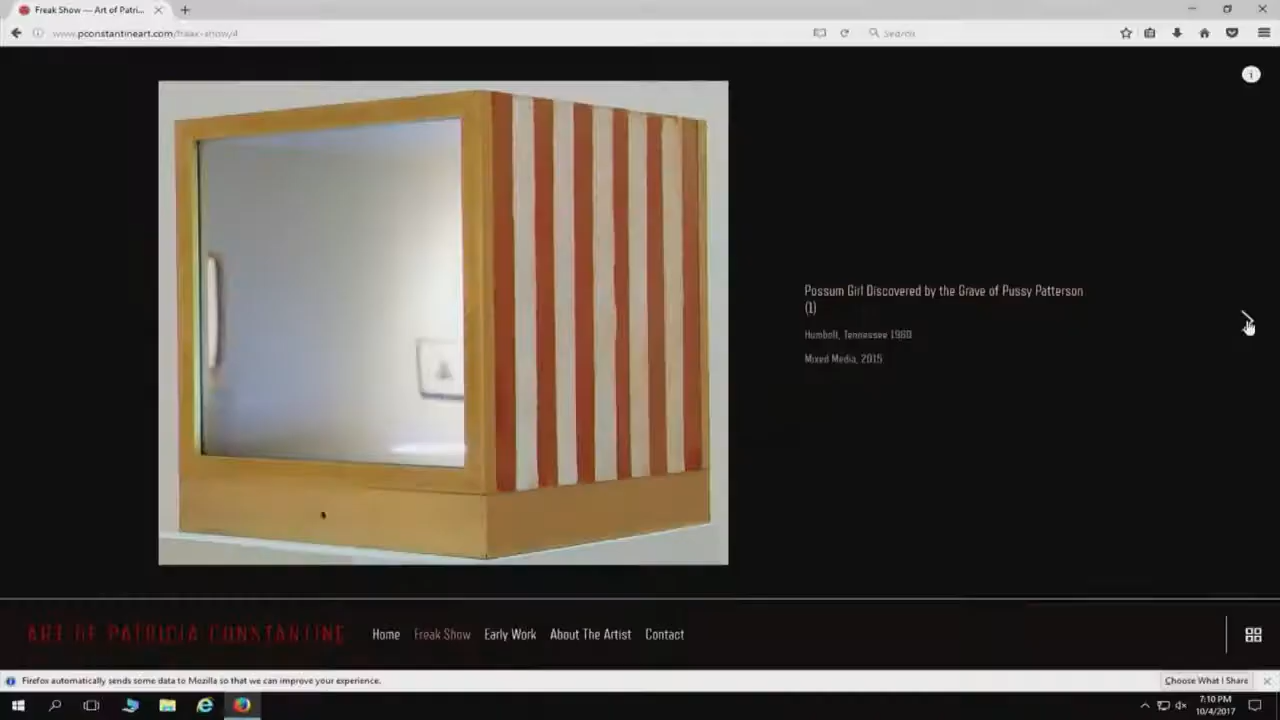 Freak Show — Art of Patri...
www.pconstantineart.com/freak-show/4
Search
Possum Girl Discovered by the Grave of Pussy Patterson
(1)
Humbolt, Tennessee 1980
Mixed Media, 2015
ART OF PATRICIA CONSTANTINE
Home Freak Show Early Work About The Artist Contact
Firefox automatically sends some data to Mozilla so that we can improve your experience.
Choose What I Share
7:10 PM
10/4/2017